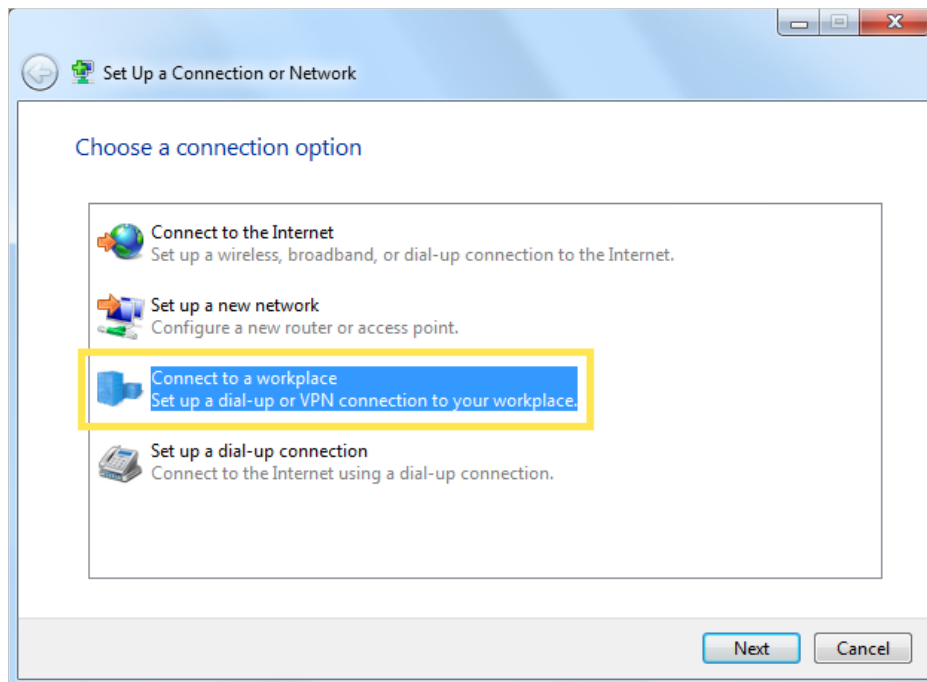 Set Up a Connection or Network
Choose a connection option
Connect to the Internet
Set up a wireless, broadband, or dial-up connection to the Internet.
Set up a new network
Configure a new router or access point.
Connect to a workplace
Set up a dial-up or VPN connection to your workplace.
Set up a dial-up connection
Connect to the Internet using a dial-up connection.
Next
Cancel